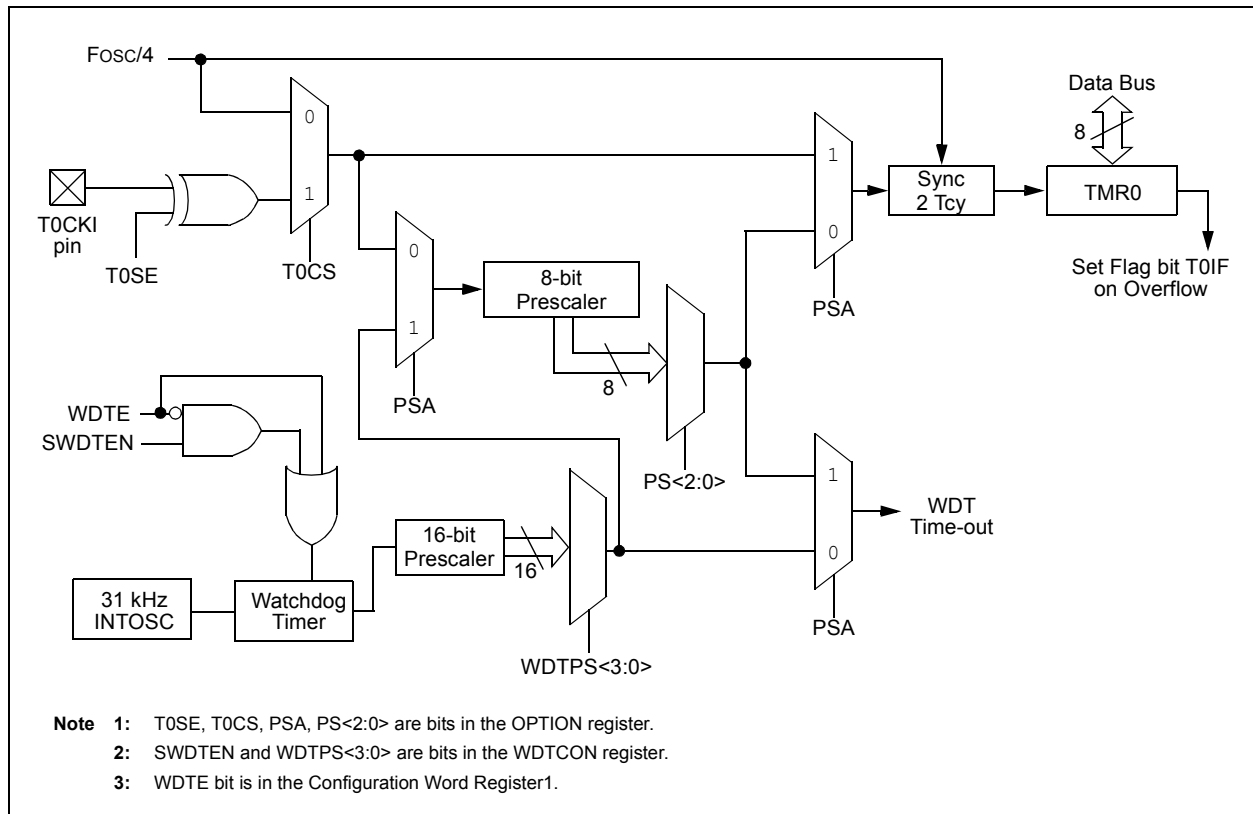 FOSC/4
Data Bus
0
1
8
T0CKI
pin
T0SE
T0CS
1
0
PSA
Sync
2 Tcy
TMR0
Set Flag bit T0IF
on Overflow
0
1
PSA
8-bit
Prescaler
8
PS<2:0>
WDTE
SWDTEN
1
0
PSA
WDT
Time-out
16-bit
Prescaler
16
31 kHz
INTOSC
Watchdog
Timer
WDTPS<3:0>
Note 1: T0SE, T0CS, PSA, PS<2:0> are bits in the OPTION register.
2: SWDTEN and WDTPS<3:0> are bits in the WDTCON register.
3: WDTE bit is in the Configuration Word Register1.